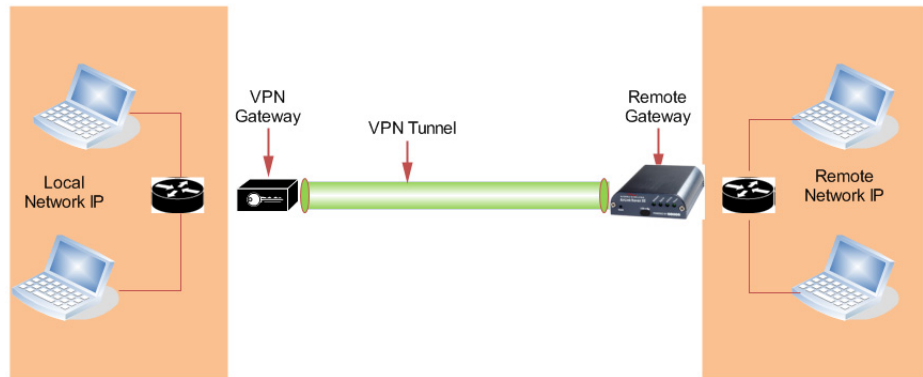 VPN
Gateway
VPN Tunnel
Remote
Gateway
Local
Network IP
Remote
Network IP